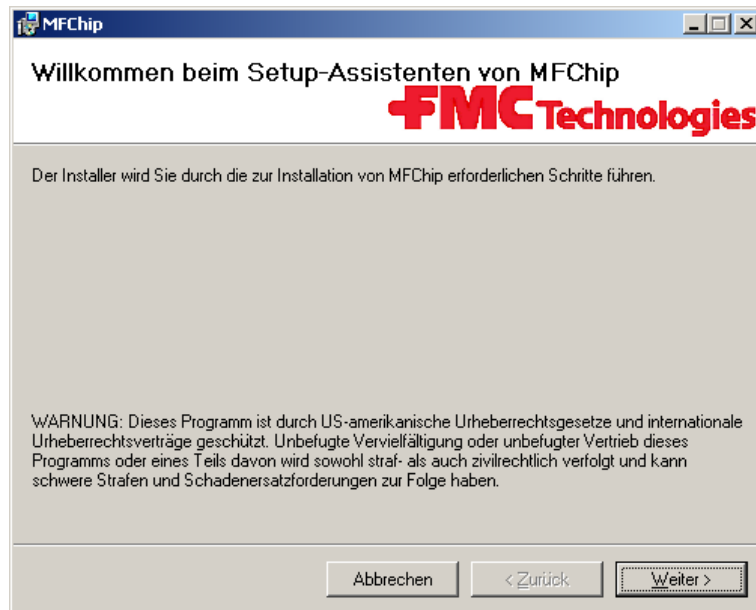 MFChip
Willkommen beim Setup-Assistenten von MFChip
FMC Technologies
Der Installer wird Sie durch die zur Installation von MFChip erforderlichen Schritte führen.
WARNUNG: Dieses Programm ist durch US-amerikanische Urheberrechtsgesetze und internationale
Urheberrechtsverträge geschützt. Unbefugte Vervielfältigung oder unbefugter Vertrieb dieses
Programms oder eines Teils davon wird sowohl straf- als auch zivilrechtlich verfolgt und kann
schwere Strafen und Schadenersatzforderungen zur Folge haben.
Abbrechen < Zurück Weiter >